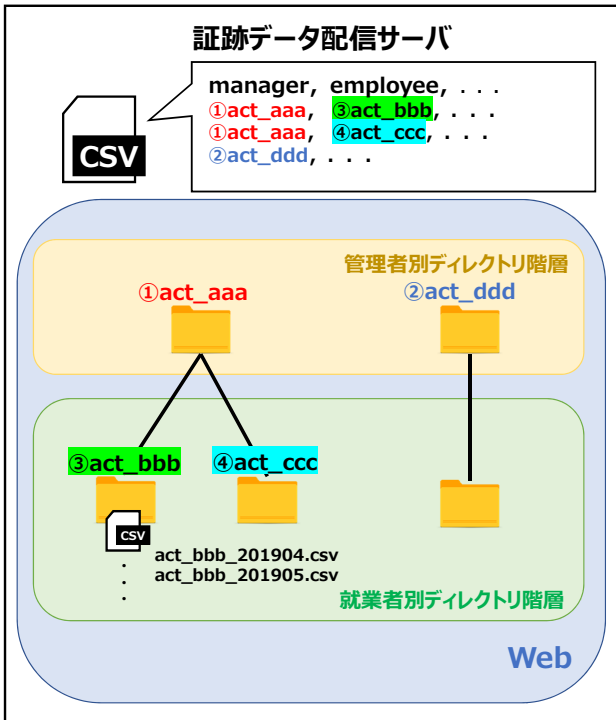 証跡データ配信サーバ
manager, employee, . . .
①act_aaa, ③act_bbb, . . .
①act_aaa, ④act_ccc, . . .
②act_ddd, . . .
CSV
管理者別ディレクトリ階層
①act_aaa
②act_ddd
③act_bbb
④act_ccc
CSV
act_bbb_201904.csv
act_bbb_201905.csv
.
.
.
就業者別ディレクトリ階層
Web